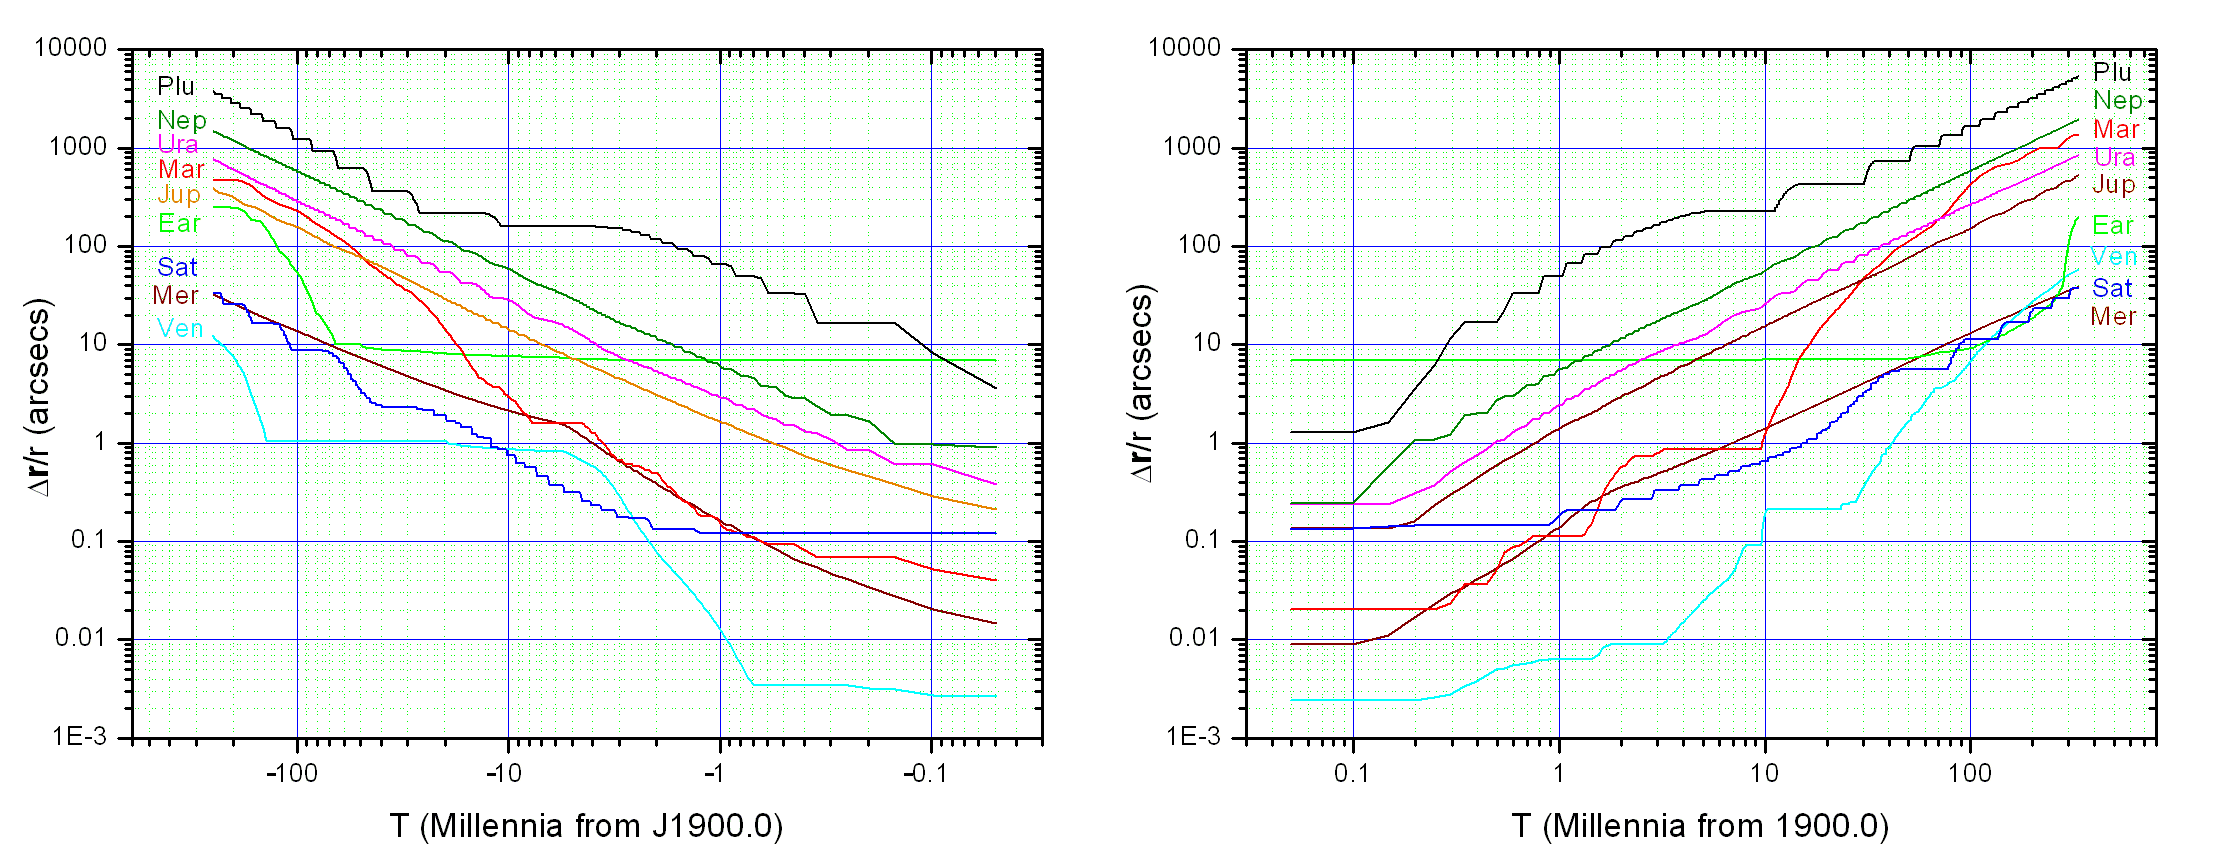 10000
1000
100
10
1
0.1
0.01
1E-3
Δr/r (arcsecs)
Plu
Nep
Ura
Mar
Jup
Ear
Sat
Mer
Ven
-100
-10
-1
-0.1
T (Millennia from J1900.0)
10000
1000
100
10
1
0.1
0.01
1E-3
Δr/r (arcsecs)
Plu
Nep
Mar
Ura
Jup
Ear
Ven
Sat
Mer
0.1
1
10
100
T (Millennia from 1900.0)